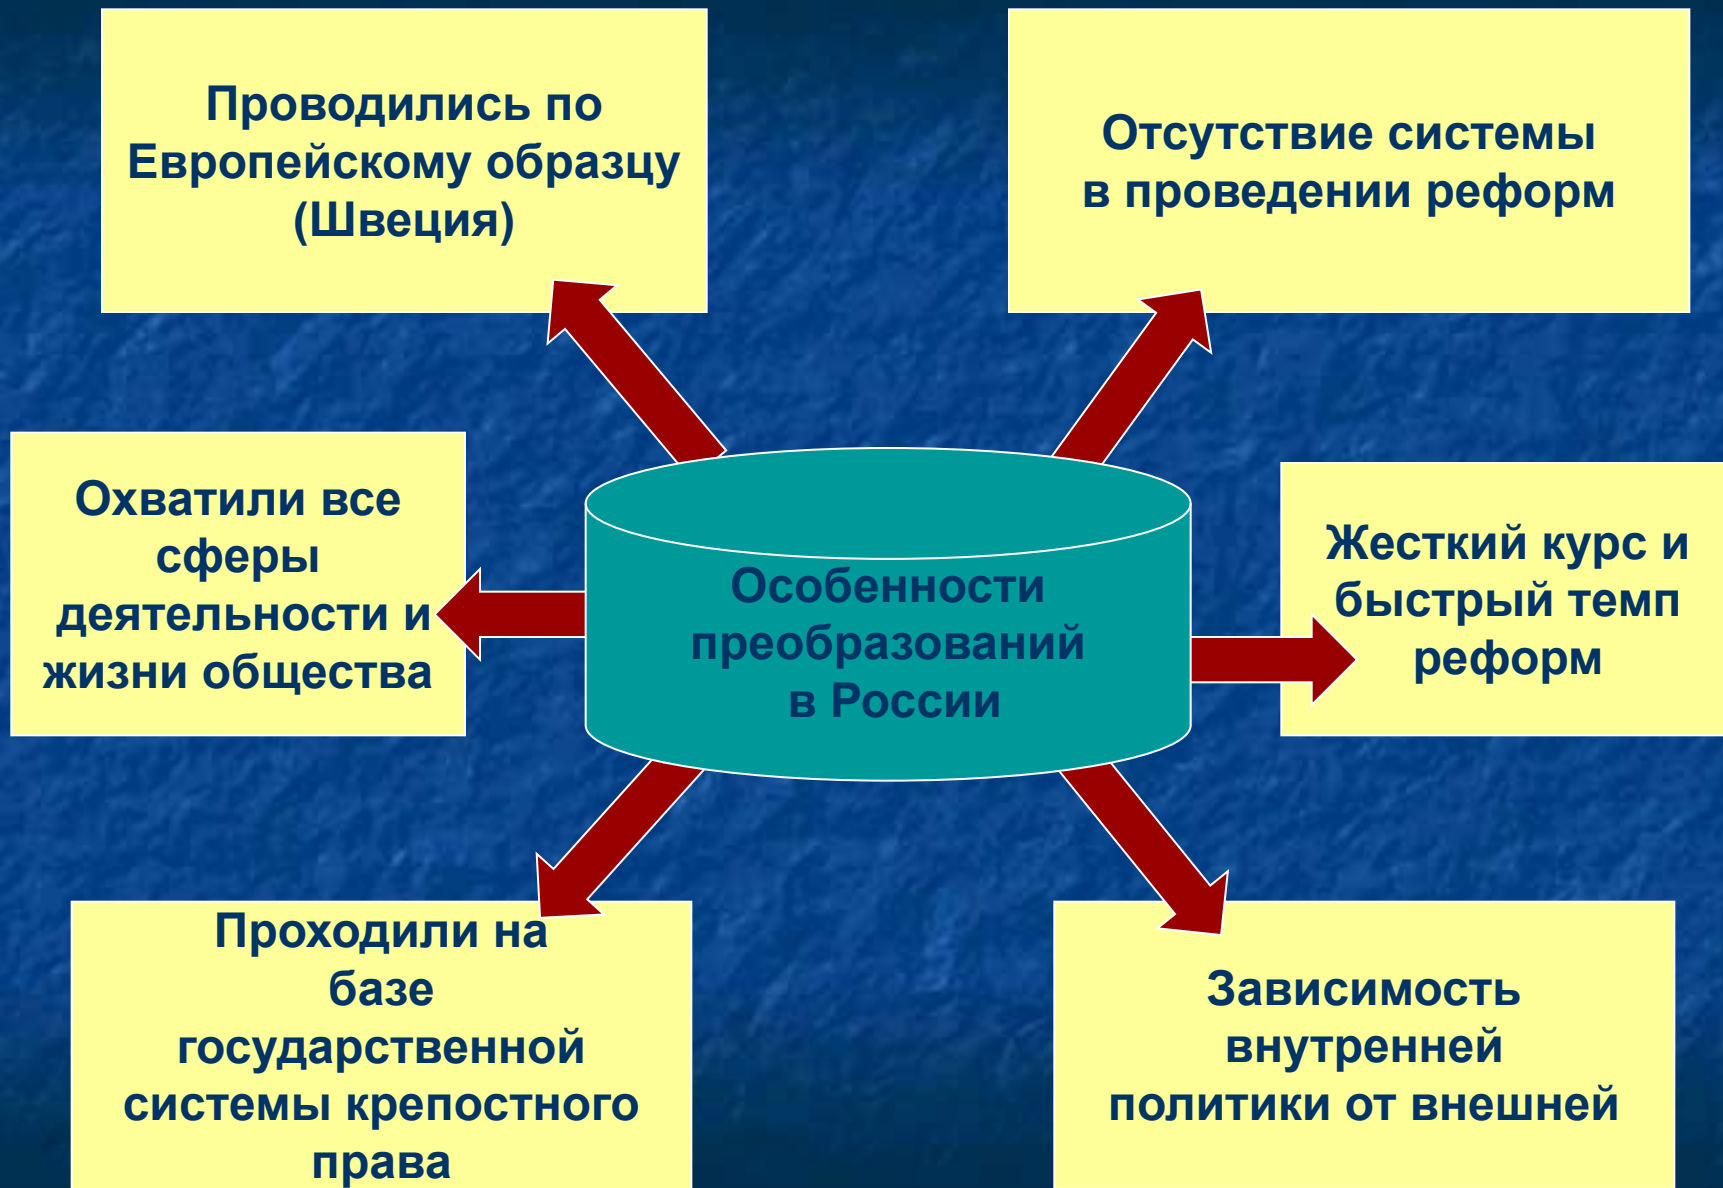 Проводились по
Европейскому образцу
(Швеция)
Отсутствие системы
в проведении реформ
Охватили все
сферы
деятельности и
жизни общества
Особенности
преобразований
в России
Жесткий курс и
быстрый темп
реформ
Проходили на
базе
государственной
системы крепостного
права
Зависимость
внутренней
политики от внешней